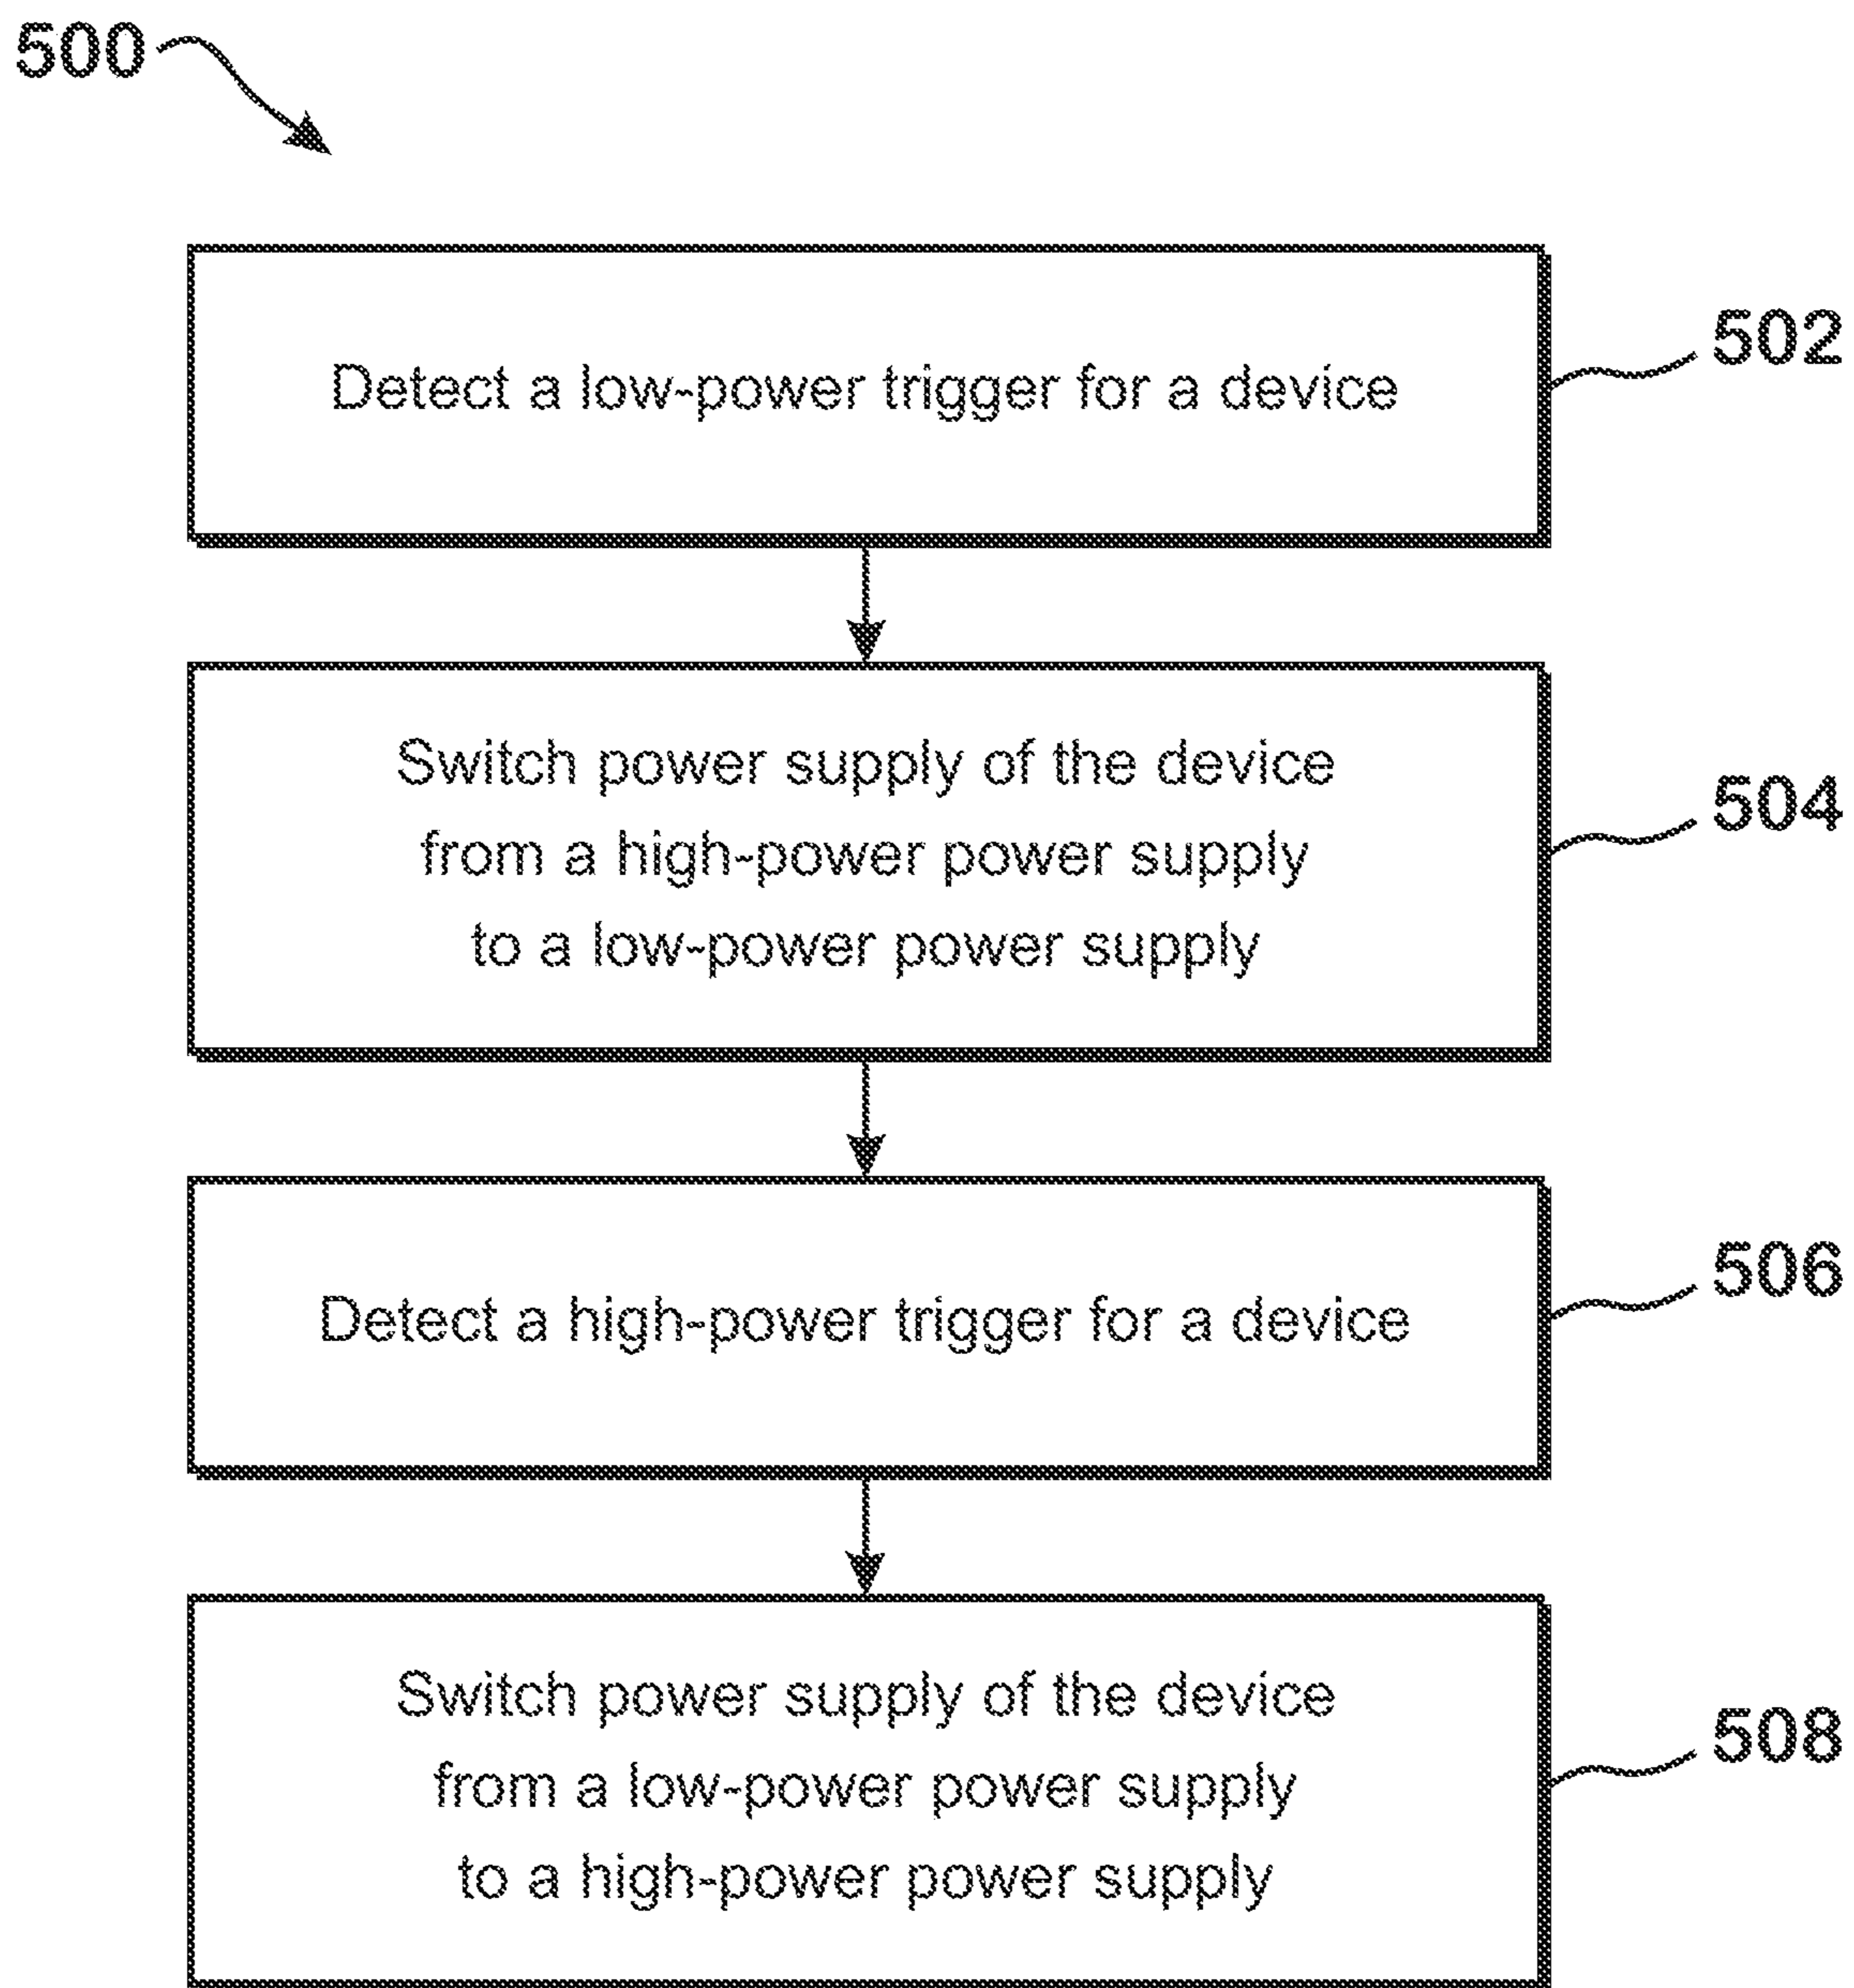 500
Detect a low-power trigger for a device
502
Switch power supply of the device
from a high-power power supply
to a low-power power supply
504
Detect a high-power trigger for a device
506
Switch power supply of the device
from a low-power power supply
to a high-power power supply
508